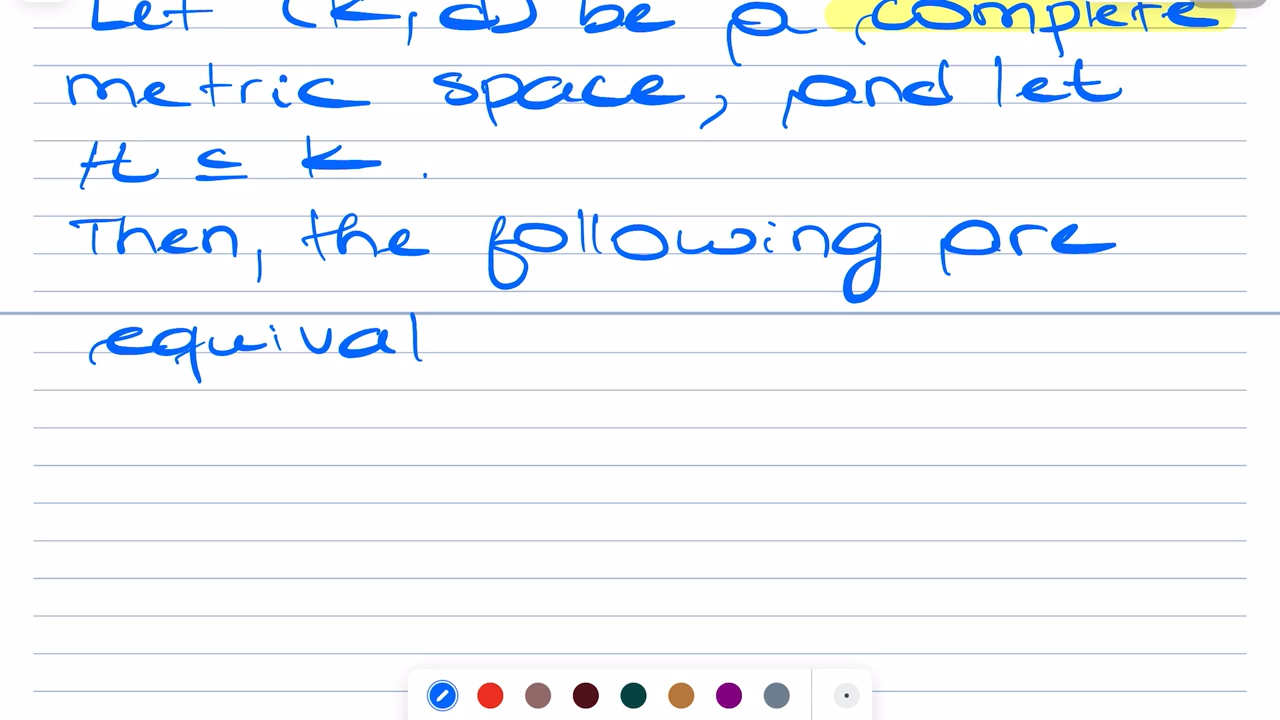 Let (K, d) be a complete
metric space, and let
H ⊆ K.
Then, the following are
equival